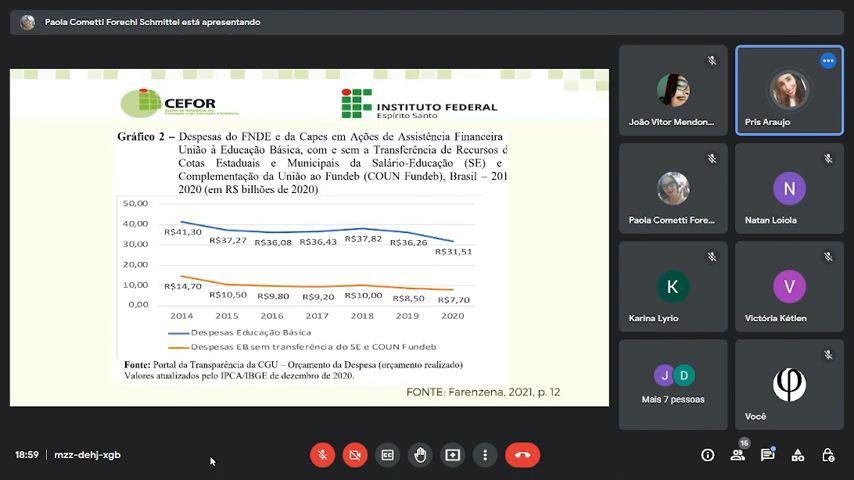 Paola Cometti Forechi Schmittel está apresentando
CEFOR
INSTITUTO FEDERAL
Espírito Santo
Gráfico 2 – Despesas do FNDE e da Capes em Ações de Assistência Financeira
União à Educação Básica, com e sem a Transferência de Recursos d
Cotas Estaduais e Municipais da Salário-Educação (SE) e
Complementação da União ao Fundeb (COUN Fundeb), Brasil – 201
2020 (em R$ bilhões de 2020)
50,00
40,00
30,00
20,00
10,00
0,00
R$41,30
R$37,27
R$36,08
R$36,43
R$37,82
R$36,26
R$31,51
R$14,70
R$10,50
R$9,80
R$9,20
R$10,00
R$8,50
R$7,70
2014
2015
2016
2017
2018
2019
2020
Despesas Educação Básica
Despesas EB sem transferência do SE e COUN Fundeb
Fonte: Portal da Transparência da CGU – Orçamento da Despesa (orçamento realizado)
Valores atualizados pelo IPCA/IBGE de dezembro de 2020.
FONTE: Farenzena, 2021, p. 12
João Vitor Mendon...
Pris Araujo
Paola Cometti Fore...
N
Natan Loiola
K
Karina Lyrio
V
Victória Kétlen
J
D
Mais 7 pessoas
φ
Você
18:59
mzz-dehj-xgb
CC
15